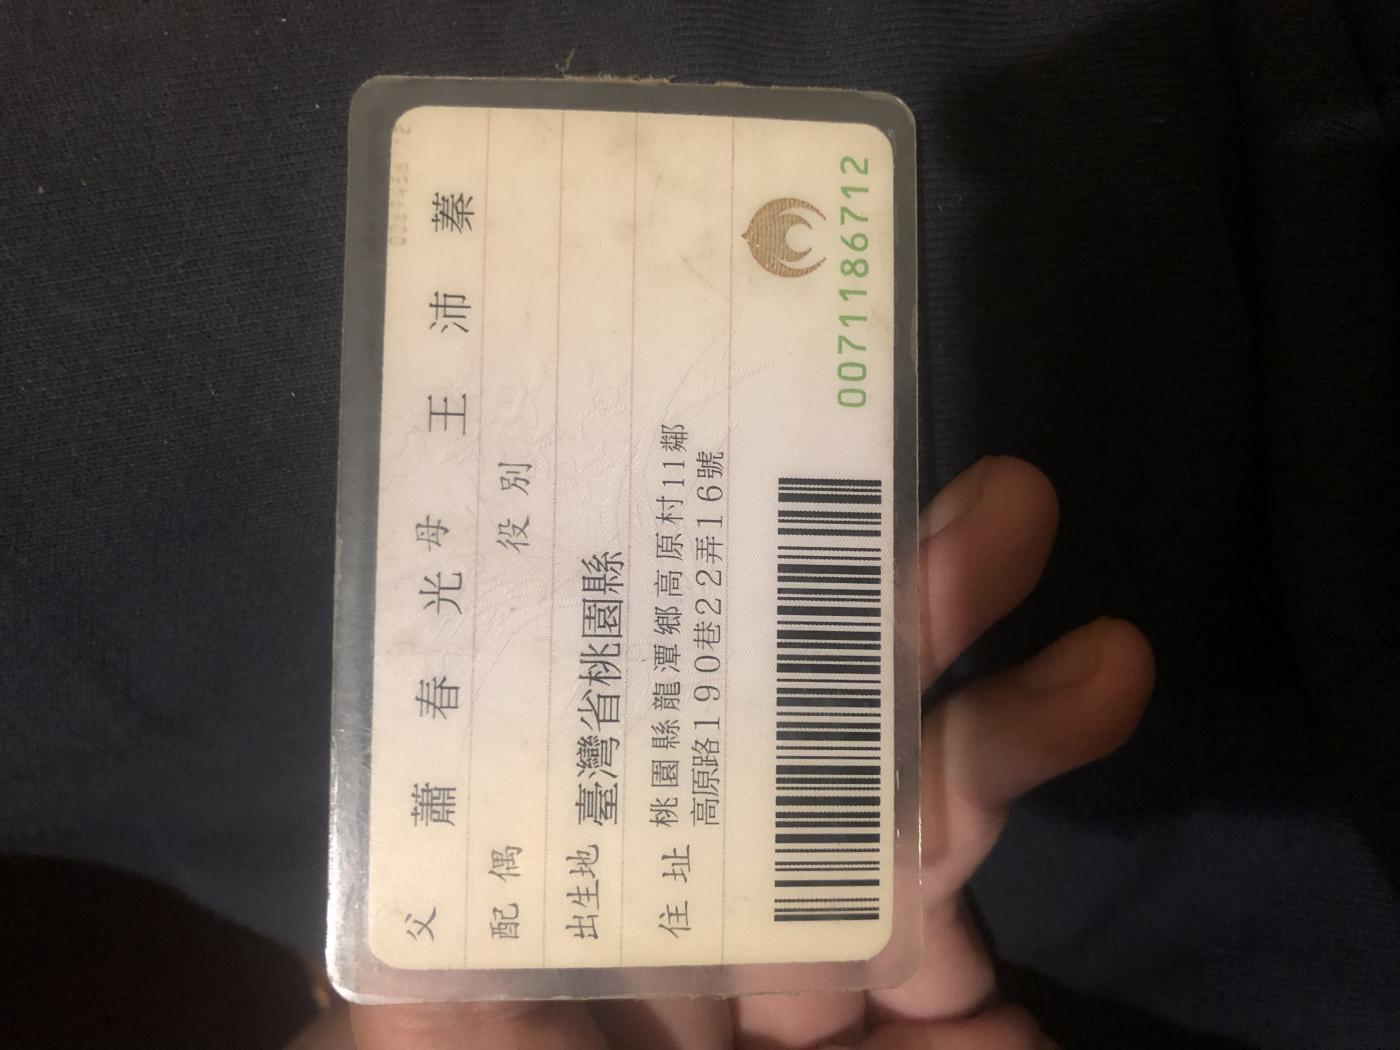 父 蕭春光 母 王沛蓁
配偶 役別
出生地 臺灣省桃園縣
住址 桃園縣龍潭鄉高原村11鄰
高原路190巷22弄16號
0071186712